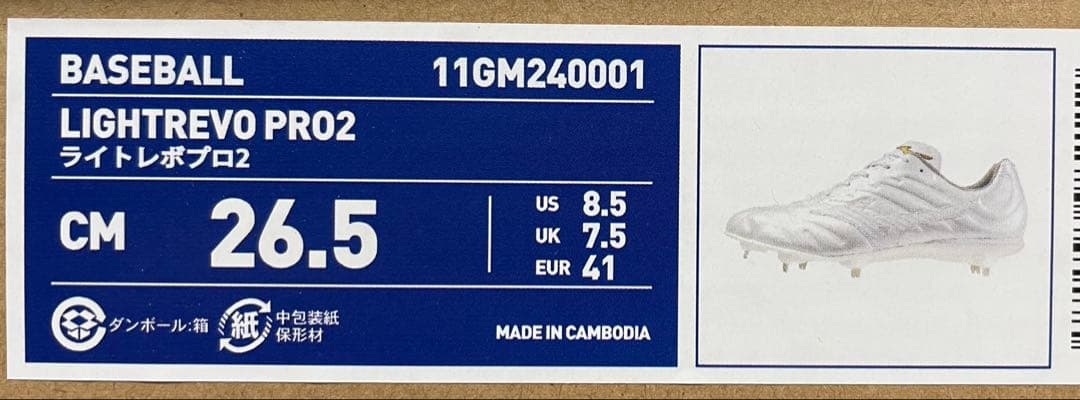 BASEBALL 11GM240001
LIGHTREVO PRO2
ライトレボプロ2
CM 26.5
US 8.5
UK 7.5
EUR 41
ダンボール:箱
紙
中包装紙
保形材
MADE IN CAMBODIA